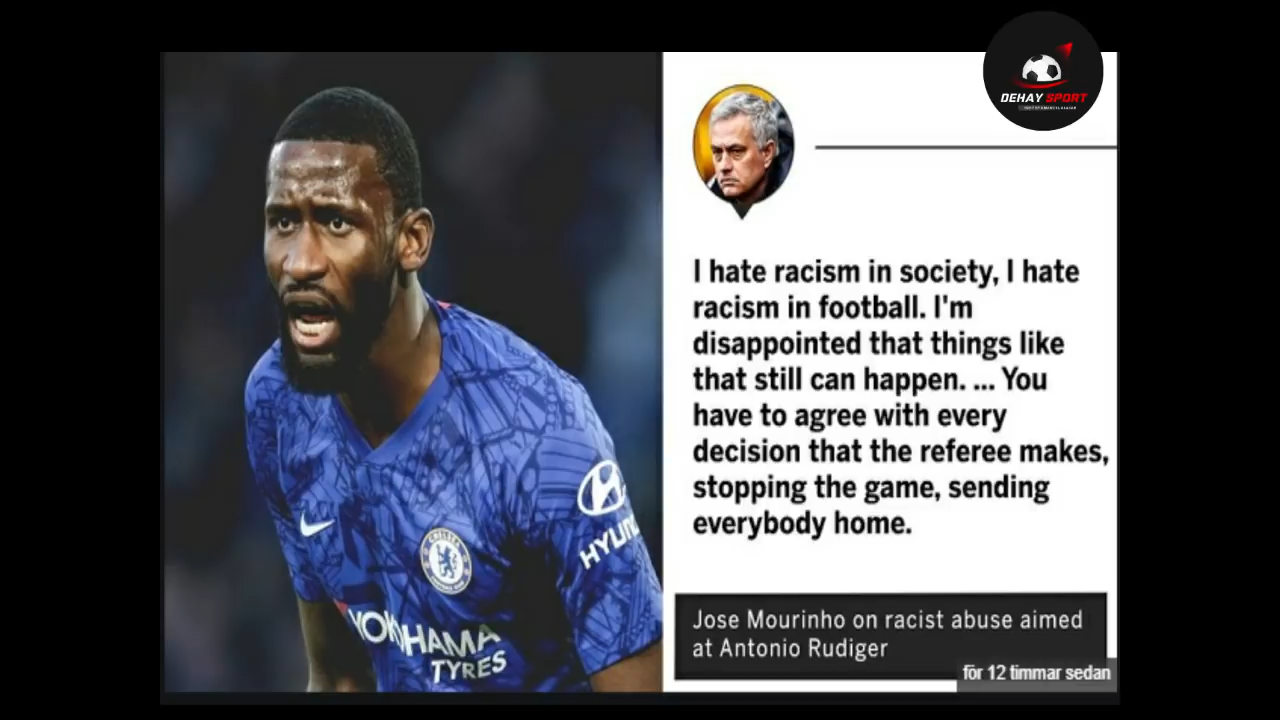 DEHAY SPORT
I hate racism in society, I hate
racism in football. I'm
disappointed that things like
that still can happen. ... You
have to agree with every
decision that the referee makes,
stopping the game, sending
everybody home.
HYUN
CHELSEA
YOKOHAMA
TYRES
Jose Mourinho on racist abuse aimed
at Antonio Rudiger
för 12 timmar sedan